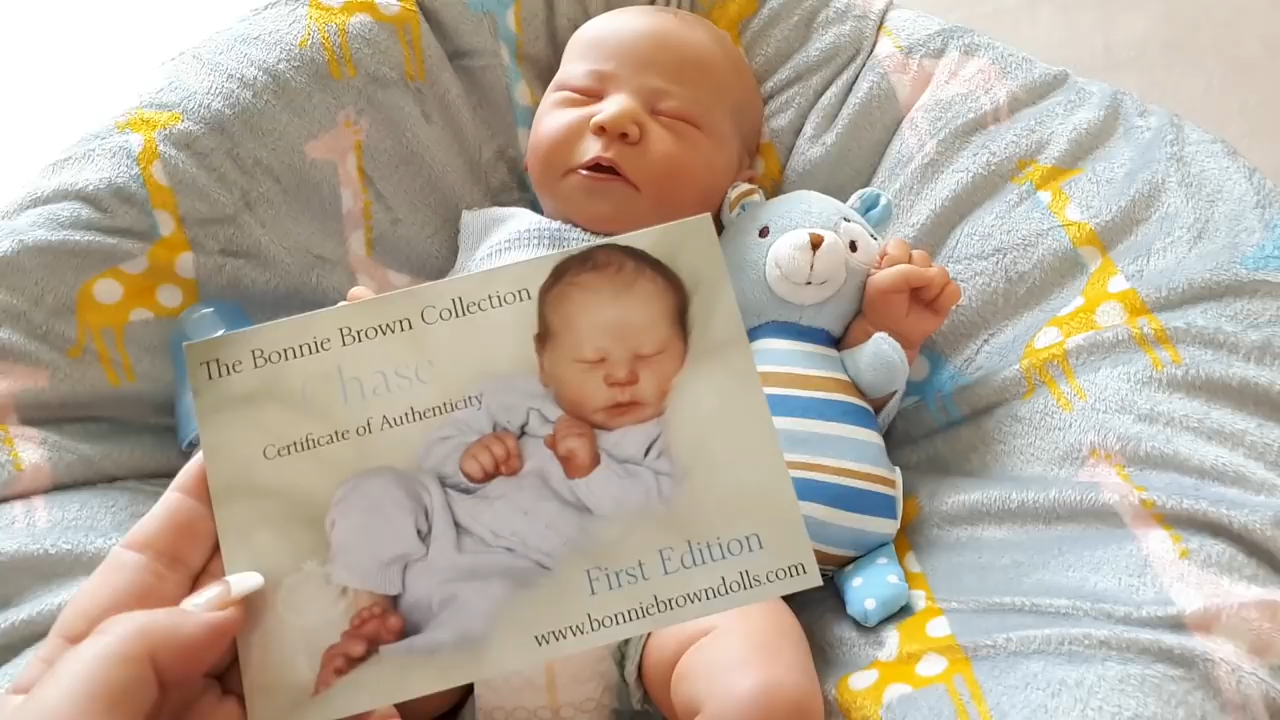 The Bonnie Brown Collection
Chase
Certificate of Authenticity
First Edition
www.bonniebrowndolls.com